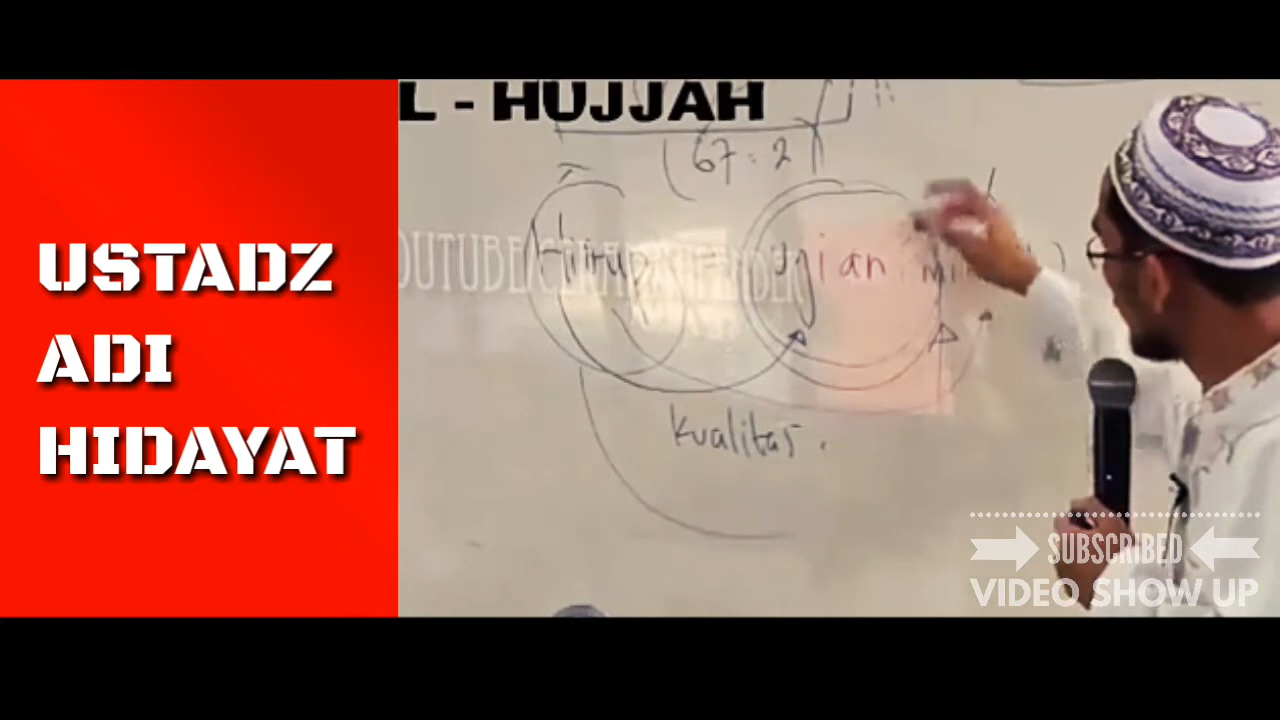 USTADZ
ADI
HIDAYAT
L - HUJJAH
(67:2)
Hidup = ujian
kualitas.
SUBSCRIBED
VIDEO SHOW UP